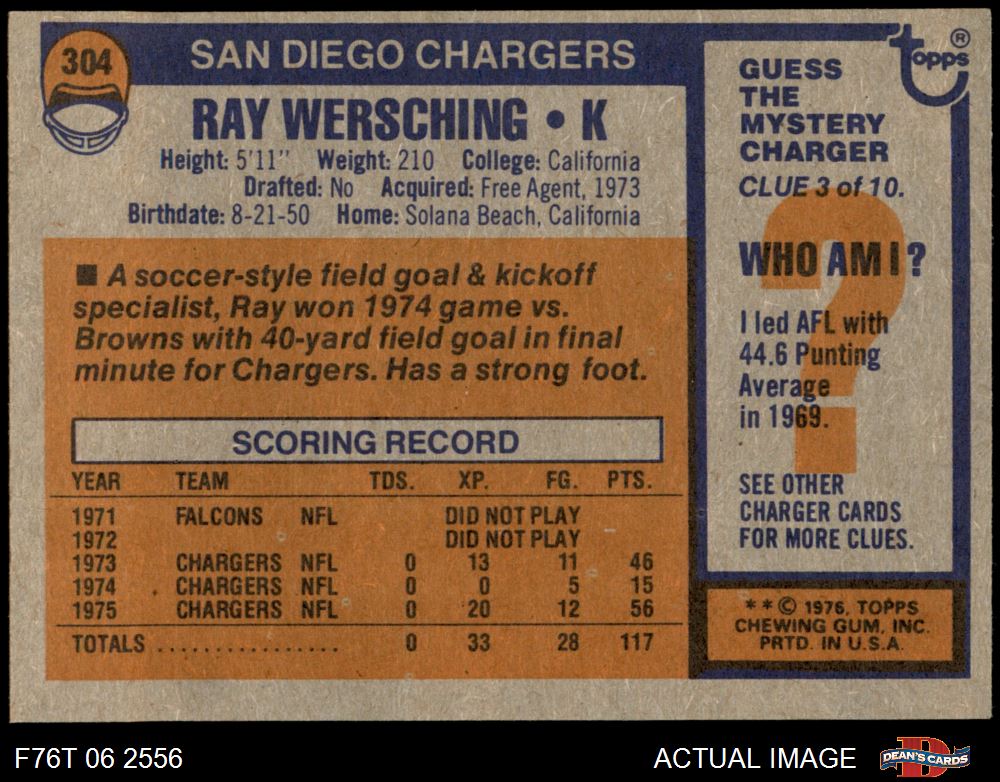 304
SAN DIEGO CHARGERS
RAY WERSCHING • K
Height: 5'11" Weight: 210 College: California
Drafted: No Acquired: Free Agent, 1973
Birthdate: 8-21-50 Home: Solana Beach, California
■ A soccer-style field goal & kickoff
specialist, Ray won 1974 game vs.
Browns with 40-yard field goal in final
minute for Chargers. Has a strong foot.
SCORING RECORD
YEAR TEAM TDS. XP. FG. PTS.
1971 FALCONS NFL DID NOT PLAY
1972 DID NOT PLAY
1973 CHARGERS NFL 0 13 11 46
1974 CHARGERS NFL 0 0 5 15
1975 CHARGERS NFL 0 20 12 56
TOTALS ................ 0 33 28 117
topps ®
GUESS
THE
MYSTERY
CHARGER
CLUE 3 of 10.
?
WHO AM I?
I led AFL with
44.6 Punting
Average
in 1969.
SEE OTHER
CHARGER CARDS
FOR MORE CLUES.
* * © 1976, TOPPS
CHEWING GUM, INC.
PRTD. IN U.S.A.
F76T 06 2556
ACTUAL IMAGE
D
DEAN'S CARDS